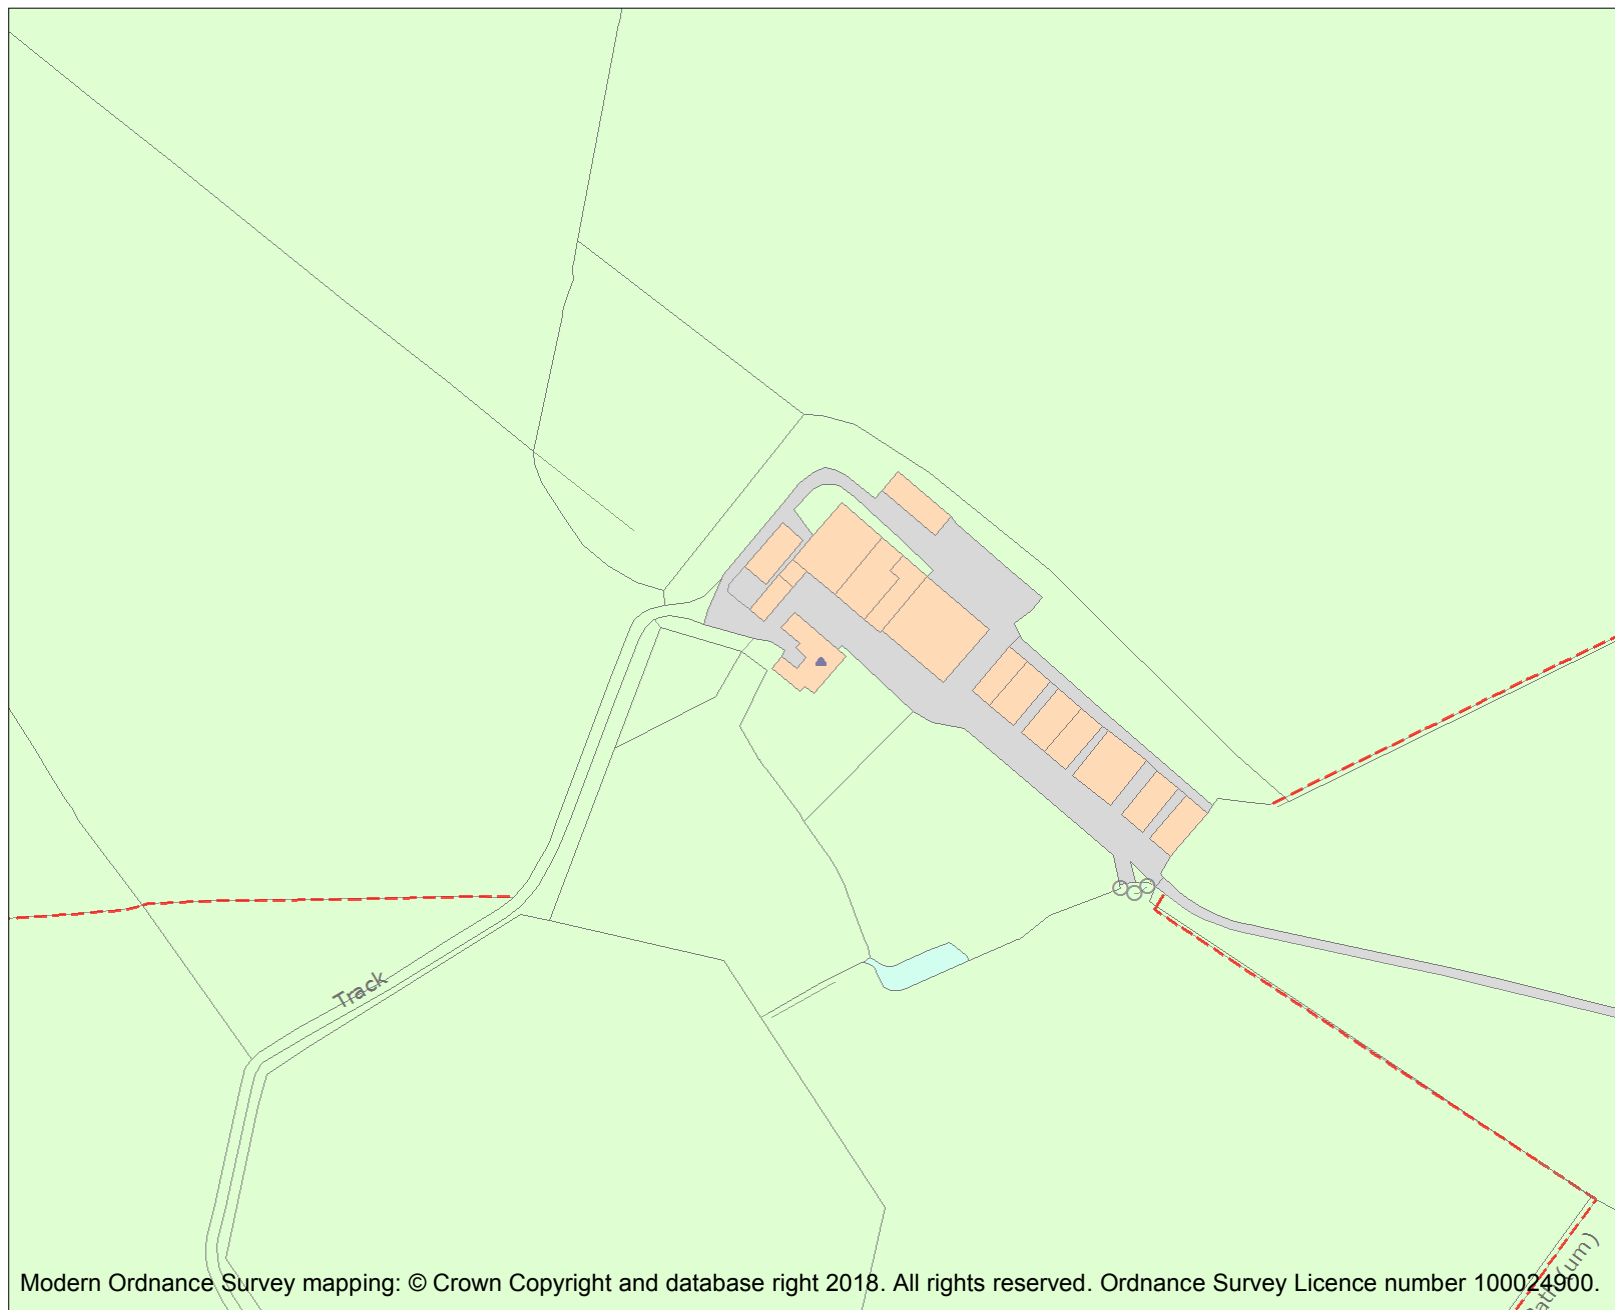 Track
(um)
Modern Ordnance Survey mapping: © Crown Copyright and database right 2018. All rights reserved. Ordnance Survey Licence number 100024900.